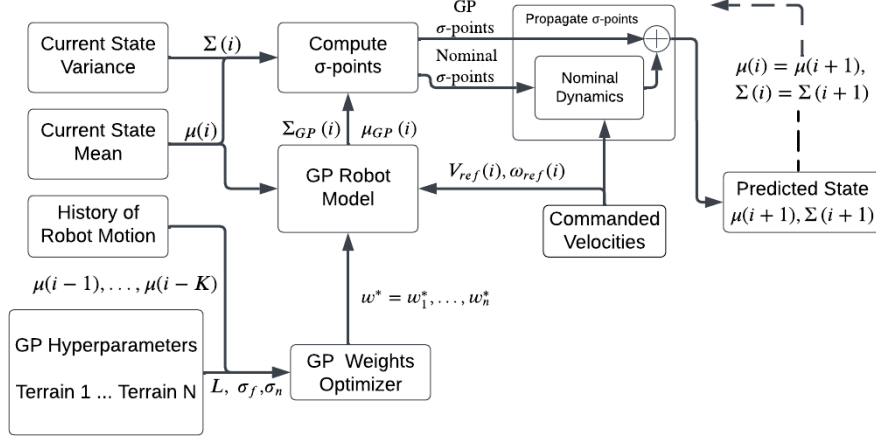 GP
σ-points
Propagate σ-points
Current State
Variance
Σ(i)
Compute
σ-points
Nominal
σ-points
Nominal
Dynamics
μ(i) = μ(i + 1),
Σ(i) = Σ(i + 1)
Current State
Mean
μ(i)
Σ_GP (i)
μ_GP (i)
GP Robot
Model
V_ref(i), ω_ref(i)
Predicted State
μ(i + 1), Σ(i + 1)
History of
Robot Motion
Commanded
Velocities
μ(i − 1), . . . , μ(i − K)
w* = w*_1, . . . , w*_n
GP Hyperparameters
Terrain 1 ... Terrain N
L, σ_f,σ_n
GP Weights
Optimizer